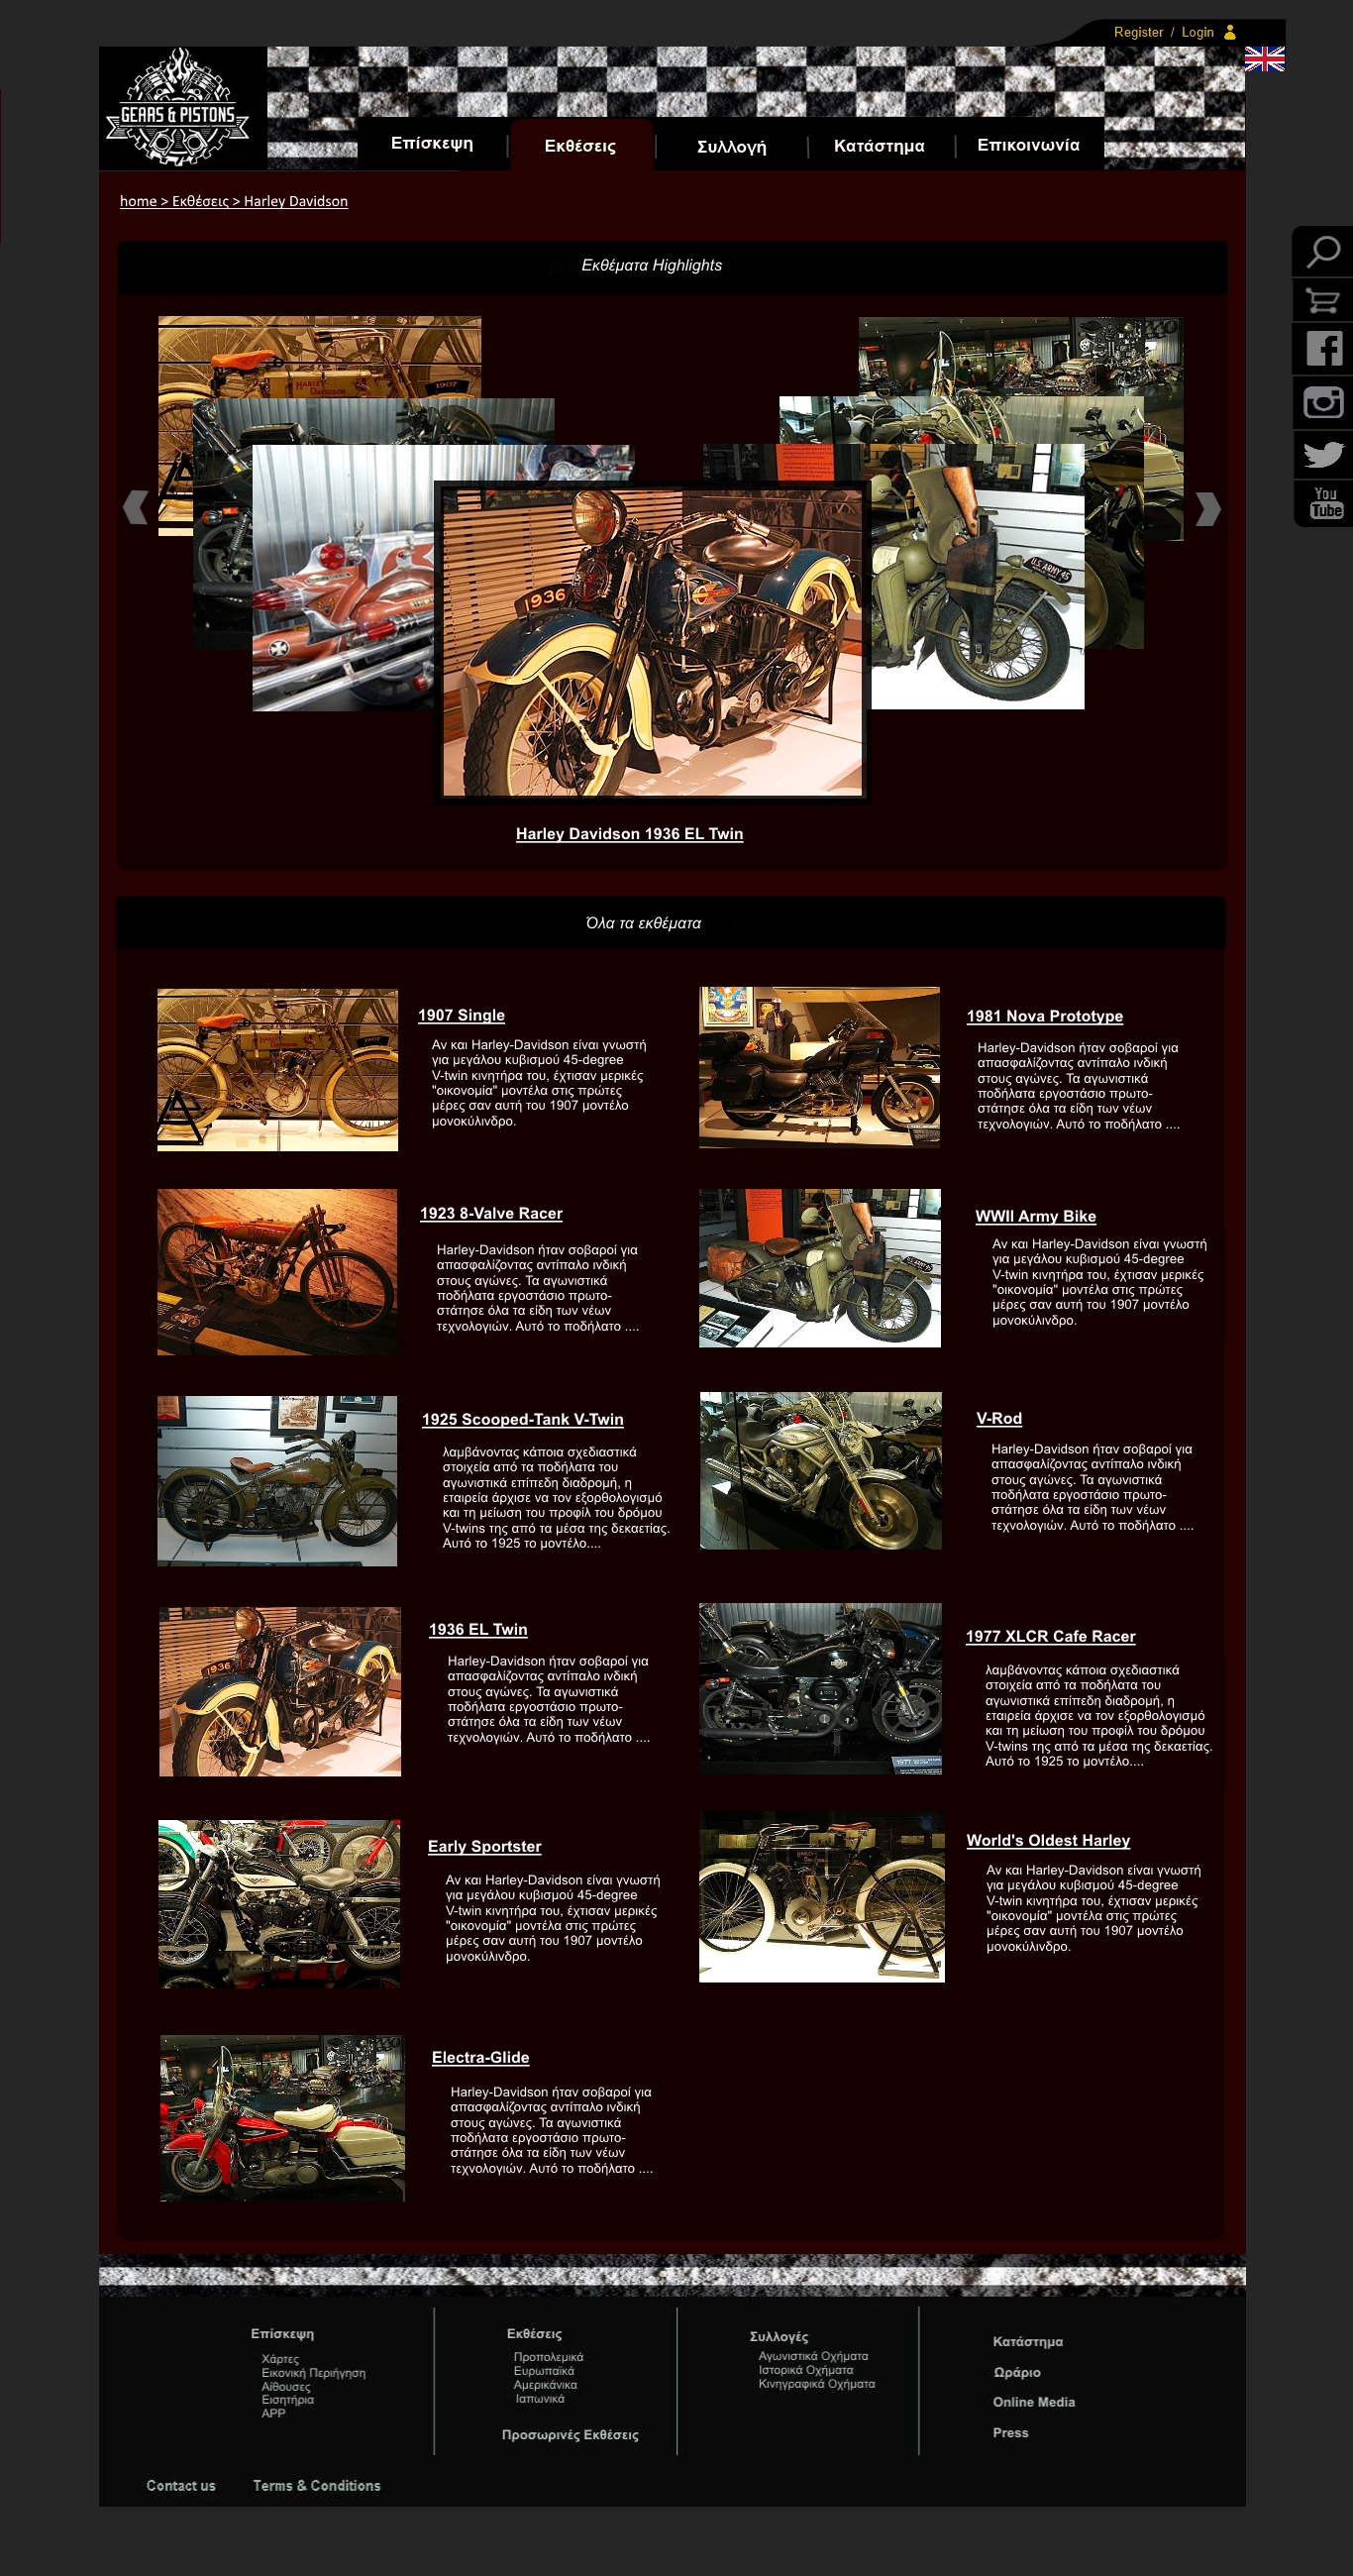 Register / Login
GEARS & PISTONS
Επίσκεψη
Εκθέσεις
Συλλογή
Κατάστημα
Επικοινωνία
home > Εκθέσεις > Harley Davidson
Εκθέματα Highlights
You
Tube
HARLEY
DAVIDSON
1907
U.S. ARMY 45
1936
Harley Davidson 1936 EL Twin
Όλα τα εκθέματα
1907 Single
Αν και Harley-Davidson είναι γνωστή
για μεγάλου κυβισμού 45-degree
V-twin κινητήρα του, έχτισαν μερικές
"οικονομία" μοντέλα στις πρώτες
μέρες σαν αυτή του 1907 μοντέλο
μονοκύλινδρο.
1981 Nova Prototype
Harley-Davidson ήταν σοβαροί για
απασφαλίζοντας αντίπαλο ινδική
στους αγώνες. Τα αγωνιστικά
ποδήλατα εργοστάσιο πρωτο-
στάτησε όλα τα είδη των νέων
τεχνολογιών. Αυτό το ποδήλατο ....
1923 8-Valve Racer
Harley-Davidson ήταν σοβαροί για
απασφαλίζοντας αντίπαλο ινδική
στους αγώνες. Τα αγωνιστικά
ποδήλατα εργοστάσιο πρωτο-
στάτησε όλα τα είδη των νέων
τεχνολογιών. Αυτό το ποδήλατο ....
WWII Army Bike
Αν και Harley-Davidson είναι γνωστή
για μεγάλου κυβισμού 45-degree
V-twin κινητήρα του, έχτισαν μερικές
"οικονομία" μοντέλα στις πρώτες
μέρες σαν αυτή του 1907 μοντέλο
μονοκύλινδρο.
1925 Scooped-Tank V-Twin
λαμβάνοντας κάποια σχεδιαστικά
στοιχεία από τα ποδήλατα του
αγωνιστικά επίπεδη διαδρομή, η
εταιρεία άρχισε να τον εξορθολογισμό
και τη μείωση του προφίλ του δρόμου
V-twins της από τα μέσα της δεκαετίας.
Αυτό το 1925 το μοντέλο....
V-Rod
Harley-Davidson ήταν σοβαροί για
απασφαλίζοντας αντίπαλο ινδική
στους αγώνες. Τα αγωνιστικά
ποδήλατα εργοστάσιο πρωτο-
στάτησε όλα τα είδη των νέων
τεχνολογιών. Αυτό το ποδήλατο ....
1936 EL Twin
Harley-Davidson ήταν σοβαροί για
απασφαλίζοντας αντίπαλο ινδική
στους αγώνες. Τα αγωνιστικά
ποδήλατα εργοστάσιο πρωτο-
στάτησε όλα τα είδη των νέων
τεχνολογιών. Αυτό το ποδήλατο ....
1936
1977 XLCR Cafe Racer
λαμβάνοντας κάποια σχεδιαστικά
στοιχεία από τα ποδήλατα του
αγωνιστικά επίπεδη διαδρομή, η
εταιρεία άρχισε να τον εξορθολογισμό
και τη μείωση του προφίλ του δρόμου
V-twins της από τα μέσα της δεκαετίας.
Αυτό το 1925 το μοντέλο....
1977
Early Sportster
Αν και Harley-Davidson είναι γνωστή
για μεγάλου κυβισμού 45-degree
V-twin κινητήρα του, έχτισαν μερικές
"οικονομία" μοντέλα στις πρώτες
μέρες σαν αυτή του 1907 μοντέλο
μονοκύλινδρο.
World's Oldest Harley
Αν και Harley-Davidson είναι γνωστή
για μεγάλου κυβισμού 45-degree
V-twin κινητήρα του, έχτισαν μερικές
"οικονομία" μοντέλα στις πρώτες
μέρες σαν αυτή του 1907 μοντέλο
μονοκύλινδρο.
Electra-Glide
Harley-Davidson ήταν σοβαροί για
απασφαλίζοντας αντίπαλο ινδική
στους αγώνες. Τα αγωνιστικά
ποδήλατα εργοστάσιο πρωτο-
στάτησε όλα τα είδη των νέων
τεχνολογιών. Αυτό το ποδήλατο ....
Επίσκεψη
Χάρτες
Εικονική Περιήγηση
Αίθουσες
Εισητήρια
APP
Εκθέσεις
Προπολεμικά
Ευρωπαϊκά
Αμερικάνικα
Ιαπωνικά
Προσωρινές Εκθέσεις
Συλλογές
Αγωνιστικά Οχήματα
Ιστορικά Οχήματα
Κινηγραφικά Οχήματα
Κατάστημα
Ωράριο
Online Media
Press
Contact us
Terms & Conditions